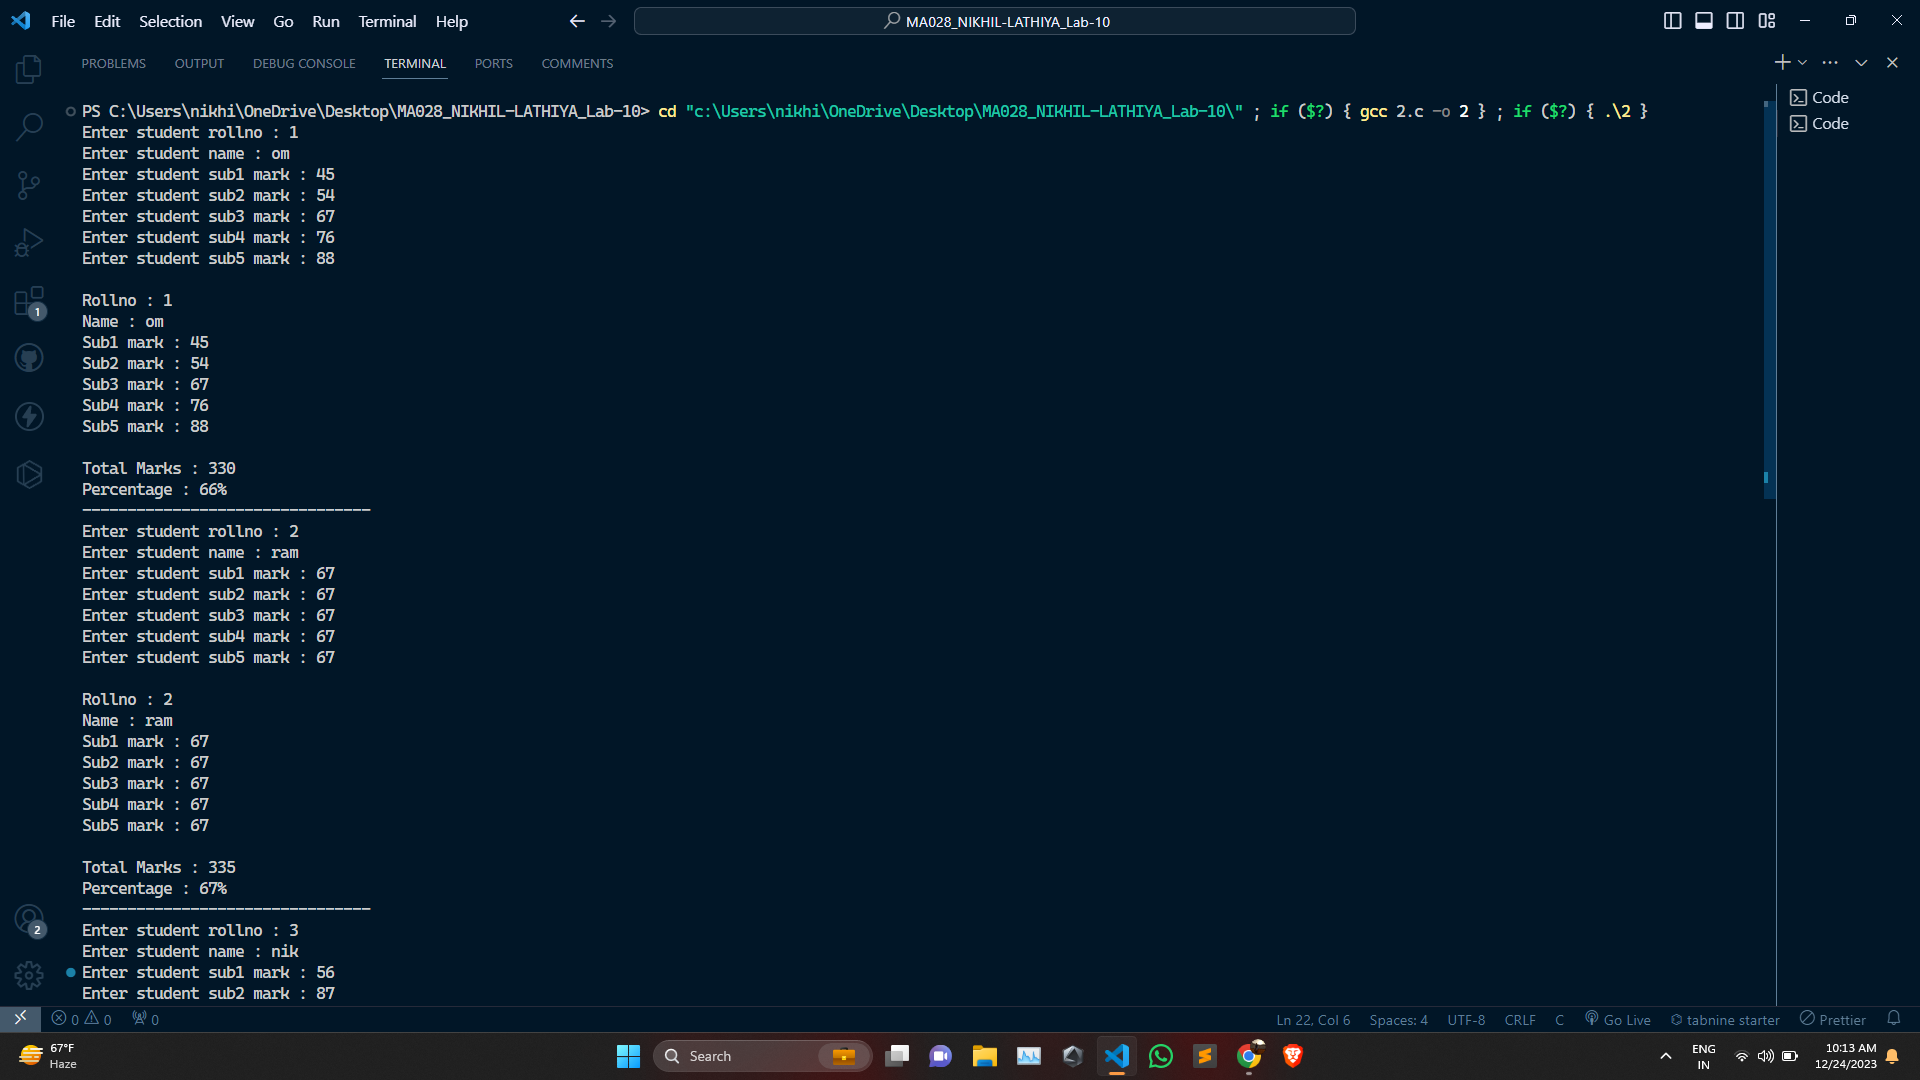 File Edit Selection View Go Run Terminal Help
MA028_NIKHIL-LATHIYA_Lab-10
PROBLEMS OUTPUT DEBUG CONSOLE TERMINAL PORTS COMMENTS
PS C:\Users\nikhi\OneDrive\Desktop\MA028_NIKHIL-LATHIYA_Lab-10> cd "c:\Users\nikhi\OneDrive\Desktop\MA028_NIKHIL-LATHIYA_Lab-10\" ; if ($?) { gcc 2.c -o 2 } ; if ($?) { .\2 }
Enter student rollno : 1
Enter student name : om
Enter student sub1 mark : 45
Enter student sub2 mark : 54
Enter student sub3 mark : 67
Enter student sub4 mark : 76
Enter student sub5 mark : 88
Rollno : 1
Name : om
Sub1 mark : 45
Sub2 mark : 54
Sub3 mark : 67
Sub4 mark : 76
Sub5 mark : 88
Total Marks : 330
Percentage : 66%
--------------------------------
Enter student rollno : 2
Enter student name : ram
Enter student sub1 mark : 67
Enter student sub2 mark : 67
Enter student sub3 mark : 67
Enter student sub4 mark : 67
Enter student sub5 mark : 67
Rollno : 2
Name : ram
Sub1 mark : 67
Sub2 mark : 67
Sub3 mark : 67
Sub4 mark : 67
Sub5 mark : 67
Total Marks : 335
Percentage : 67%
--------------------------------
Enter student rollno : 3
Enter student name : nik
Enter student sub1 mark : 56
Enter student sub2 mark : 87
Code
Code
1
2
0 0 0
Ln 22, Col 6 Spaces: 4 UTF-8 CRLF C Go Live tabnine starter Prettier
67°F
Haze
Search
ENG
IN
10:13 AM
12/24/2023